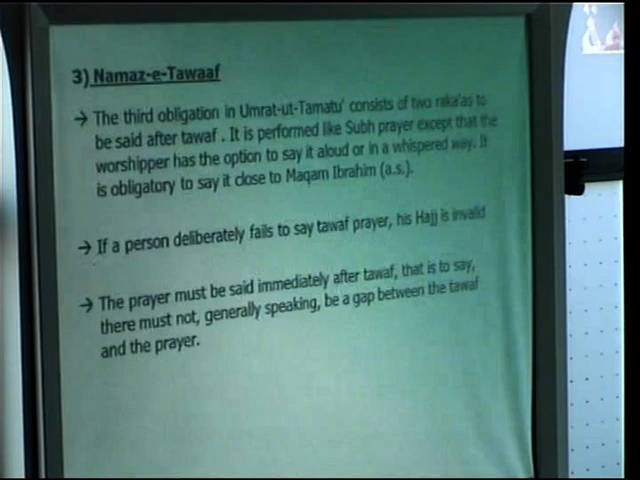 3) Namaz-e-Tawaaf
→ The third obligation in Umrat-ut-Tamatu' consists of two raka'as to
be said after tawaf . It is performed like Subh prayer except that the
worshipper has the option to say it aloud or in a whispered way. It
is obligatory to say it close to Maqam Ibrahim (a.s.).
→ If a person deliberately fails to say tawaf prayer, his Hajj is invalid
→ The prayer must be said immediately after tawaf, that is to say,
there must not, generally speaking, be a gap between the tawaf
and the prayer.